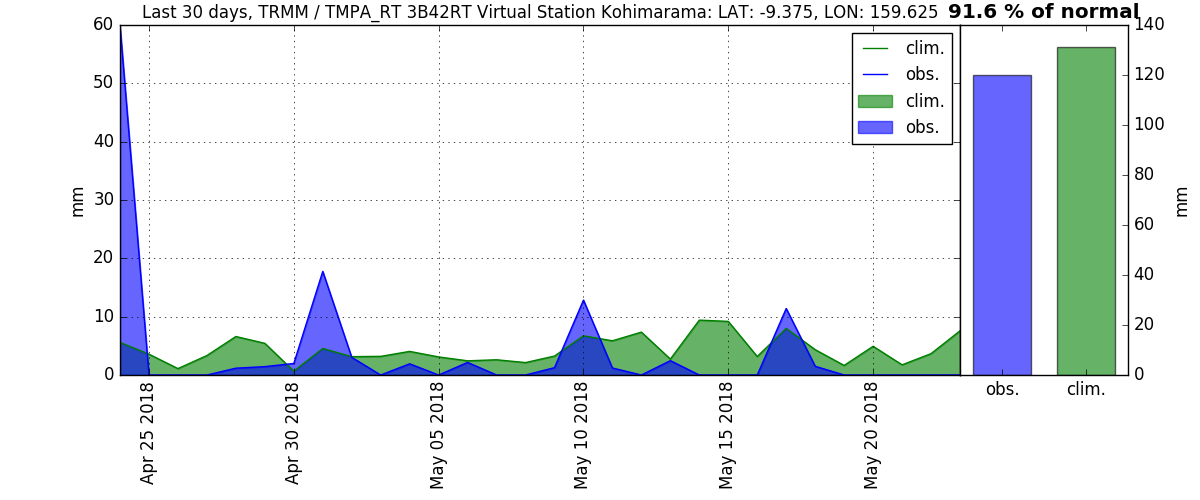 Last 30 days, TRMM / TMPA_RT 3B42RT Virtual Station Kohimarama: LAT: -9.375, LON: 159.625
91.6 % of normal
60
50
40
30
20
10
0
mm
clim.
obs.
clim.
obs.
Apr 25 2018
Apr 30 2018
May 05 2018
May 10 2018
May 15 2018
May 20 2018
140
120
100
80
60
40
20
0
mm
obs.
clim.